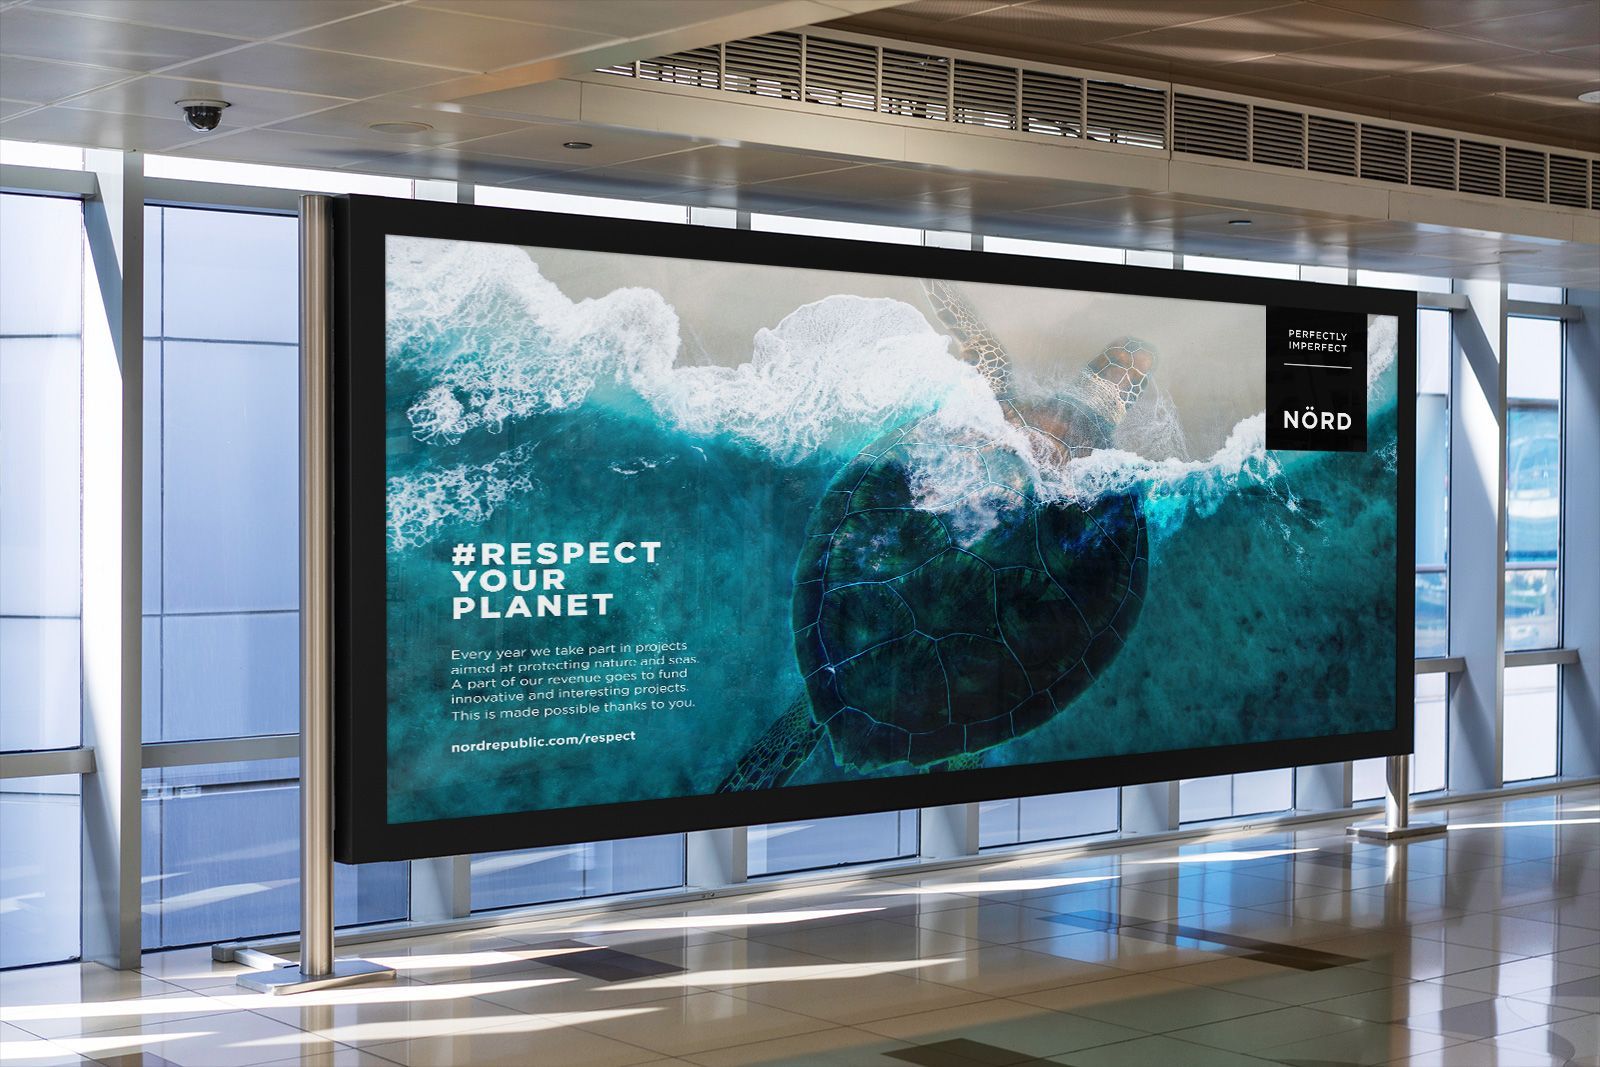 PERFECTLY
IMPERFECT
NÖRD
#RESPECT
YOUR
PLANET
Every year we take part in projects
aimed at protecting nature and seas.
A part of our revenue goes to fund
innovative and interesting projects.
This is made possible thanks to you.
nordrepublic.com/respect